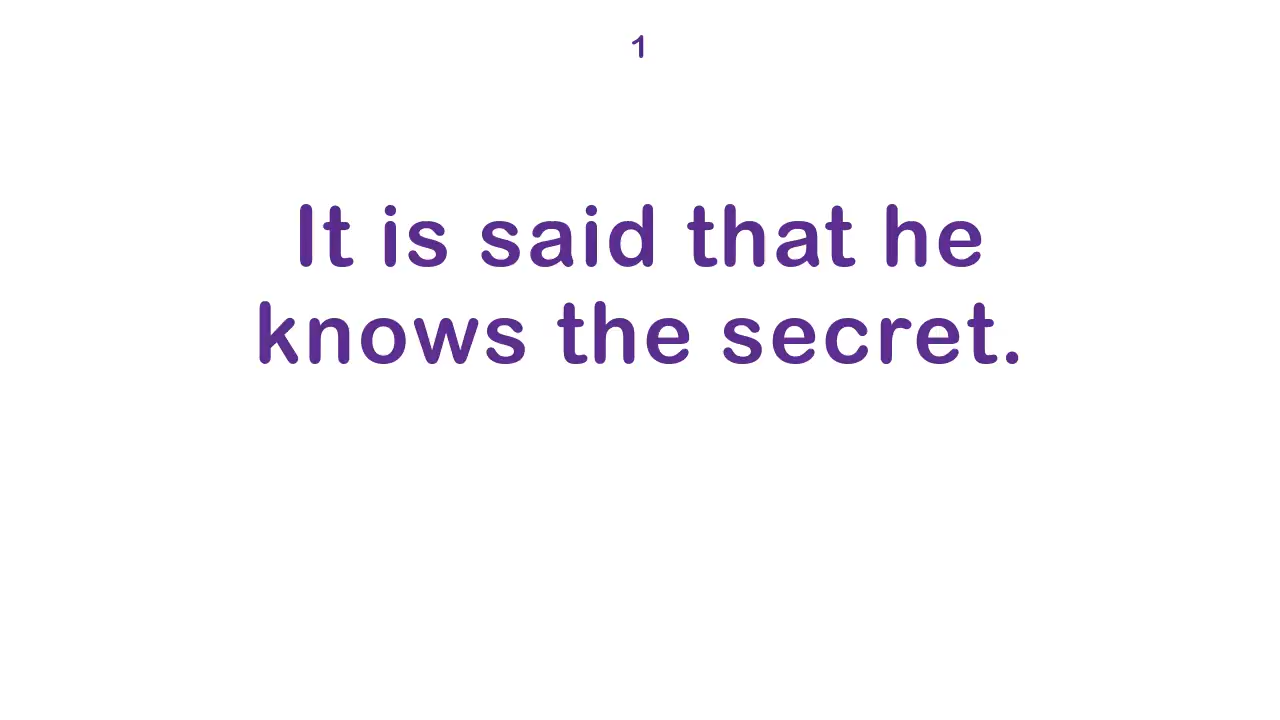 1
It is said that he
knows the secret.